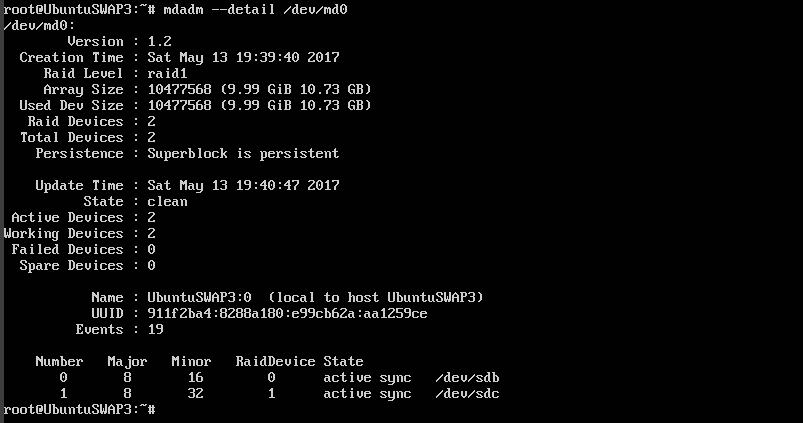 root@UbuntuSWAP3:~# mdadm --detail /dev/md0
/dev/md0:
Version : 1.2
Creation Time : Sat May 13 19:39:40 2017
Raid Level : raid1
Array Size : 10477568 (9.99 GiB 10.73 GB)
Used Dev Size : 10477568 (9.99 GiB 10.73 GB)
Raid Devices : 2
Total Devices : 2
Persistence : Superblock is persistent
Update Time : Sat May 13 19:40:47 2017
State : clean
Active Devices : 2
Working Devices : 2
Failed Devices : 0
Spare Devices : 0
Name : UbuntuSWAP3:0 (local to host UbuntuSWAP3)
UUID : 911f2ba4:8288a180:e99cb62a:aa1259ce
Events : 19
Number Major Minor RaidDevice State
0 8 16 0 active sync /dev/sdb
1 8 32 1 active sync /dev/sdc
root@UbuntuSWAP3:~#